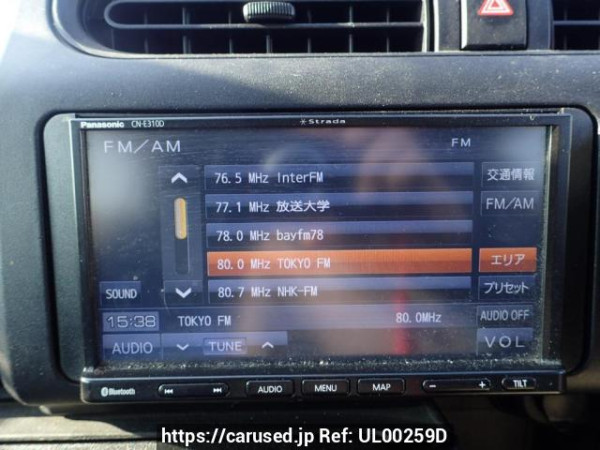 Panasonic CN-E310D Strada
FM/AM FM
76.5 MHz InterFM 交通情報
77.1 MHz 放送大学 FM/AM
78.0 MHz bayfm78
80.0 MHz TOKYO FM エリア
SOUND 80.7 MHz NHK-FM プリセット
15:38 TOKYO FM 80.0MHz AUDIO OFF
AUDIO TUNE VOL
Bluetooth AUDIO MENU MAP − + TILT
https://carused.jp Ref: UL00259D